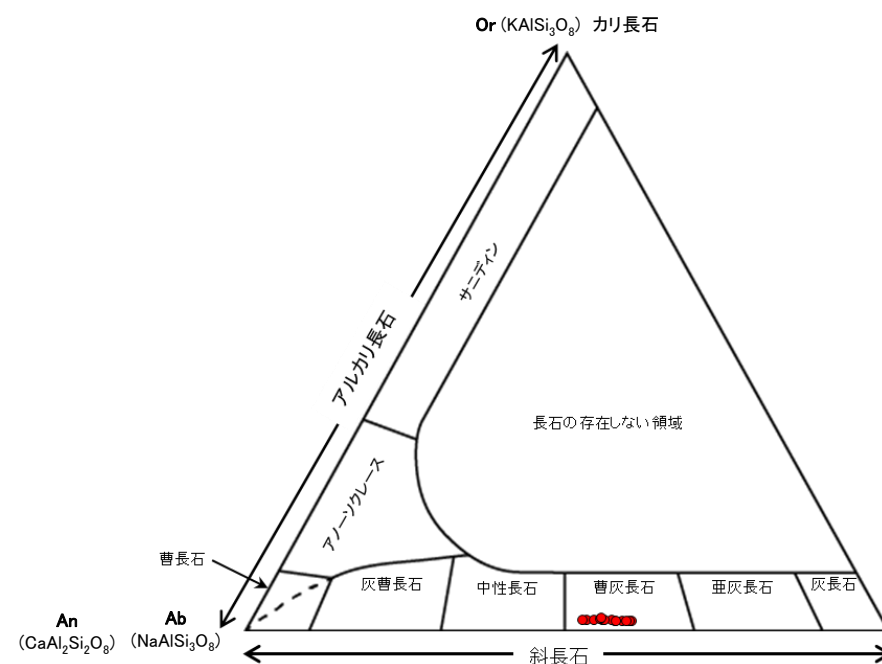 Or (KAlSi₃O₈) カリ長石
サニディン
アルカリ長石
長石の存在しない領域
アノーソクレース
曹長石
灰曹長石
中性長石
曹灰長石
亜灰長石
灰長石
An
(CaAl₂Si₂O₈)
Ab
(NaAlSi₃O₈)
斜長石